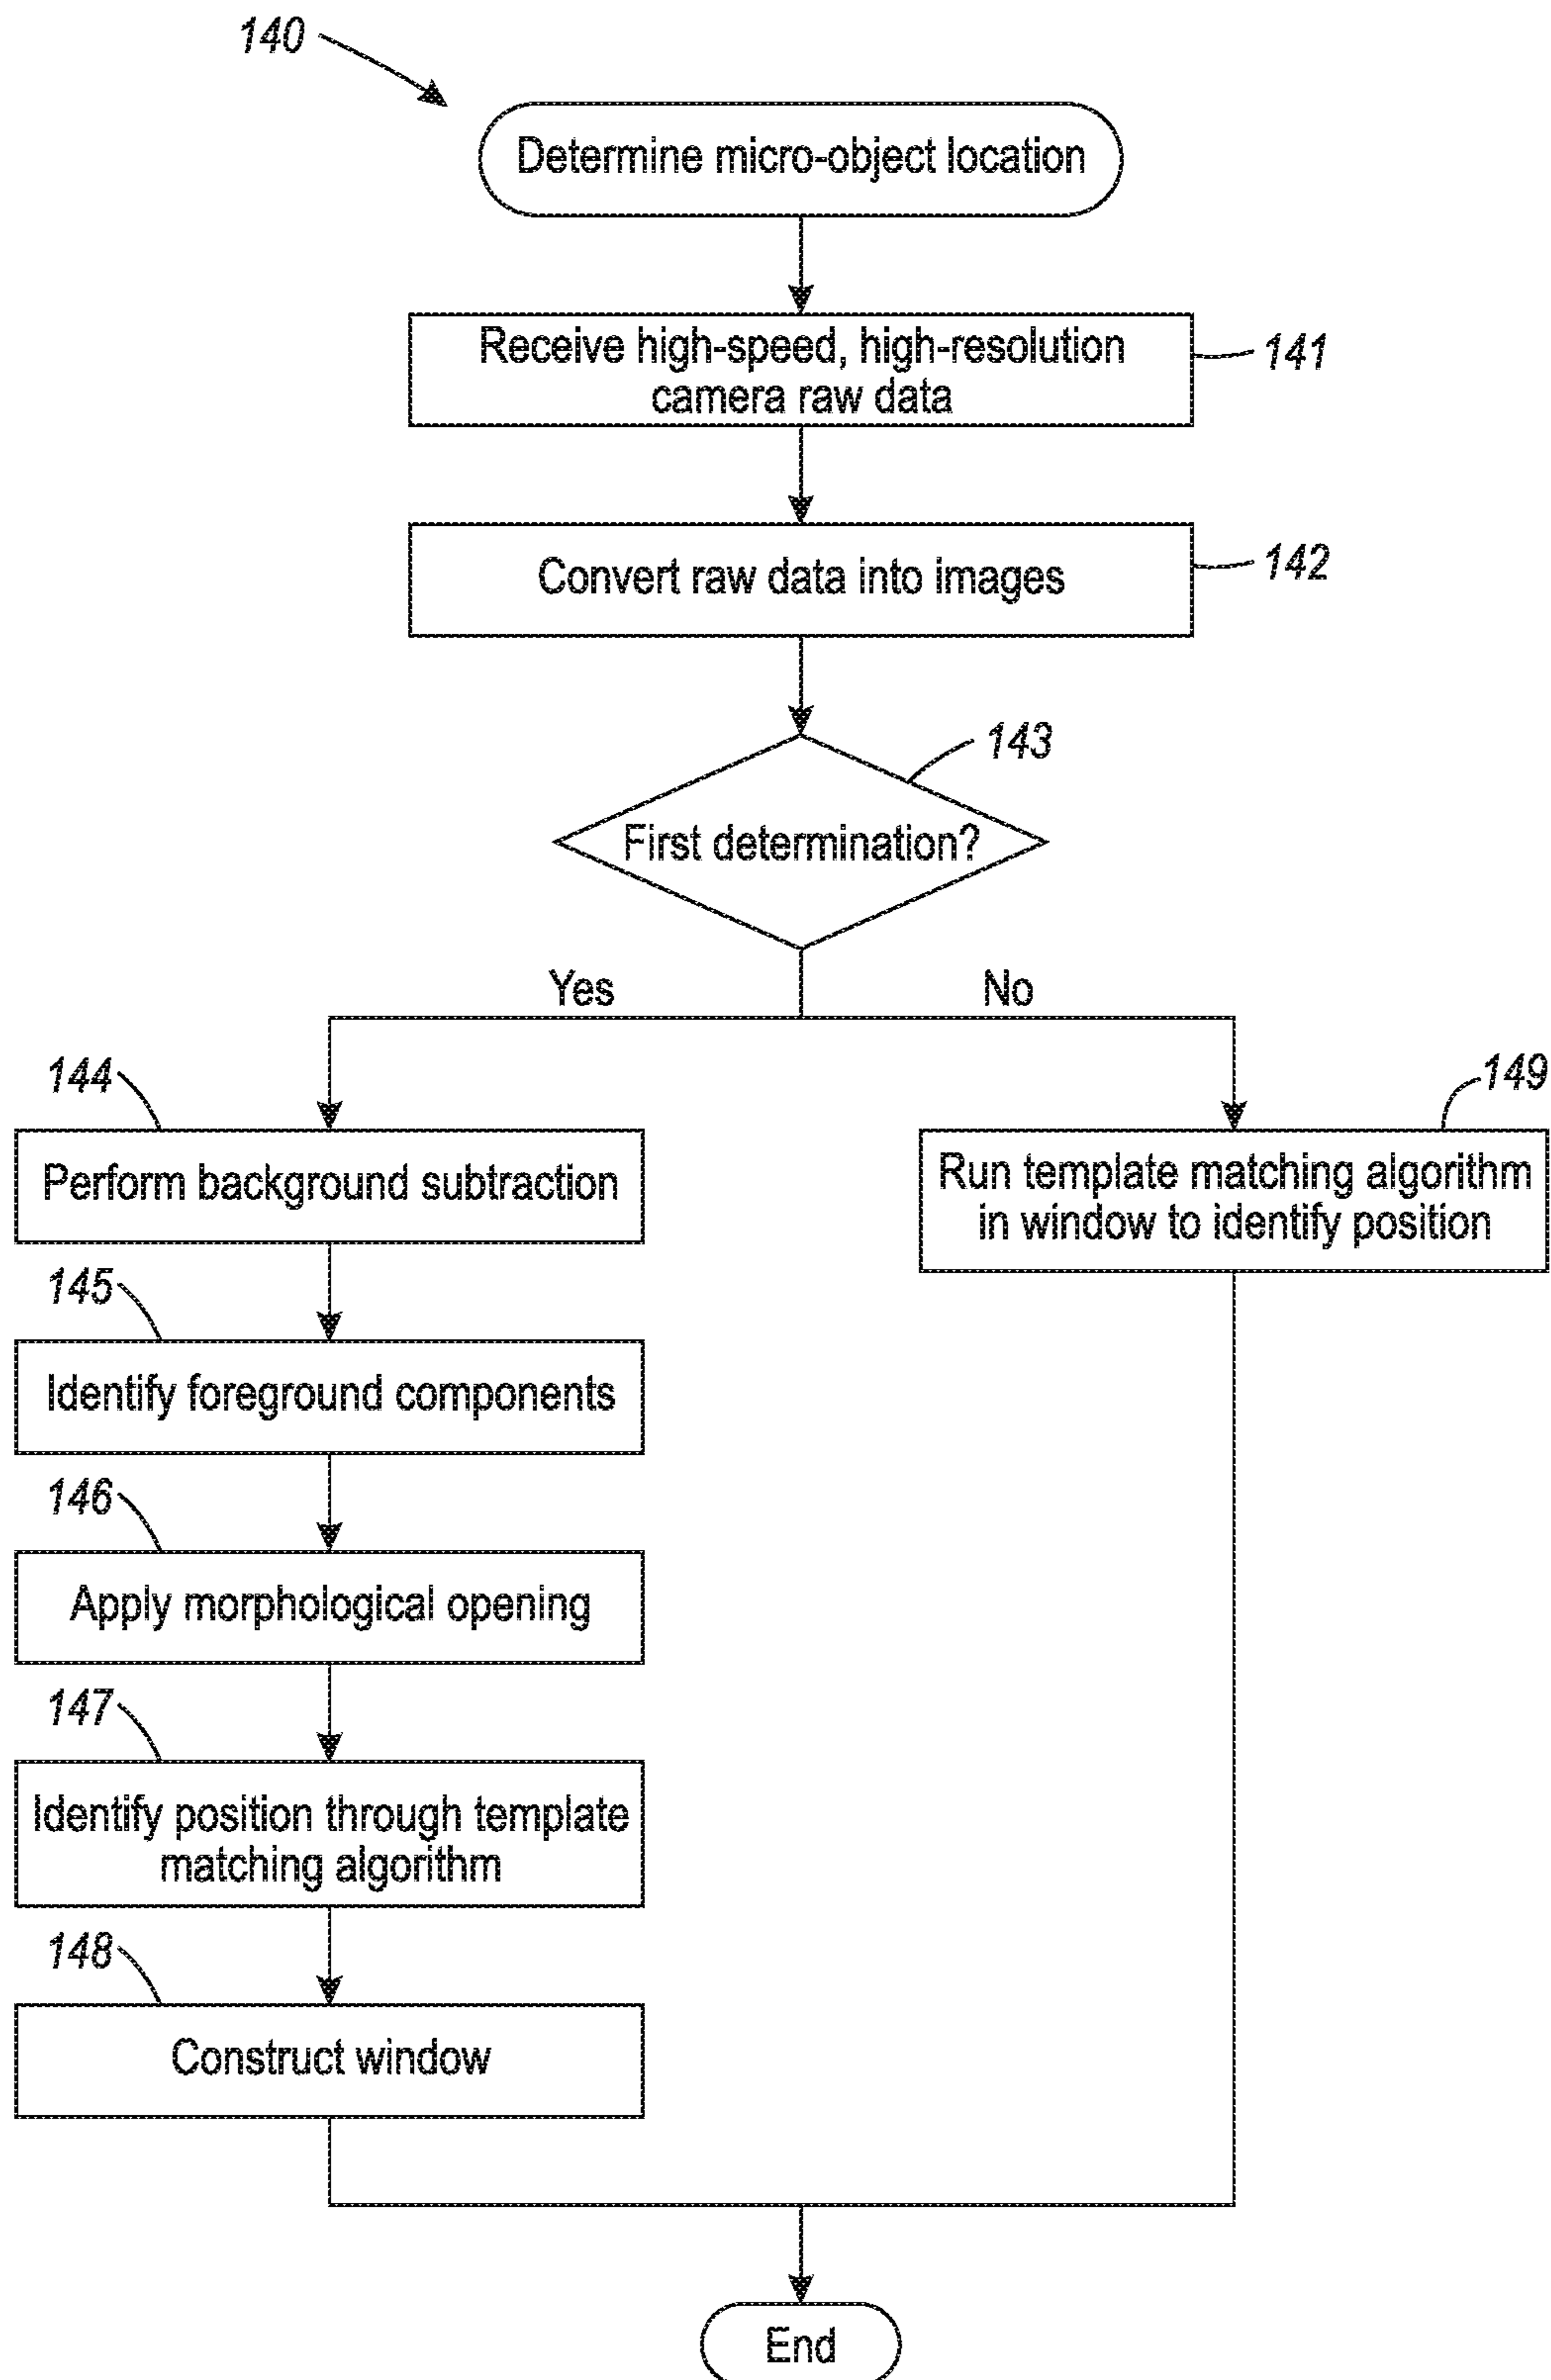 140
Determine micro-object location
Receive high-speed, high-resolution
camera raw data
141
Convert raw data into images
142
143
First determination?
Yes
No
144
Perform background subtraction
149
Run template matching algorithm
in window to identify position
145
Identify foreground components
146
Apply morphological opening
147
Identify position through template
matching algorithm
148
Construct window
End